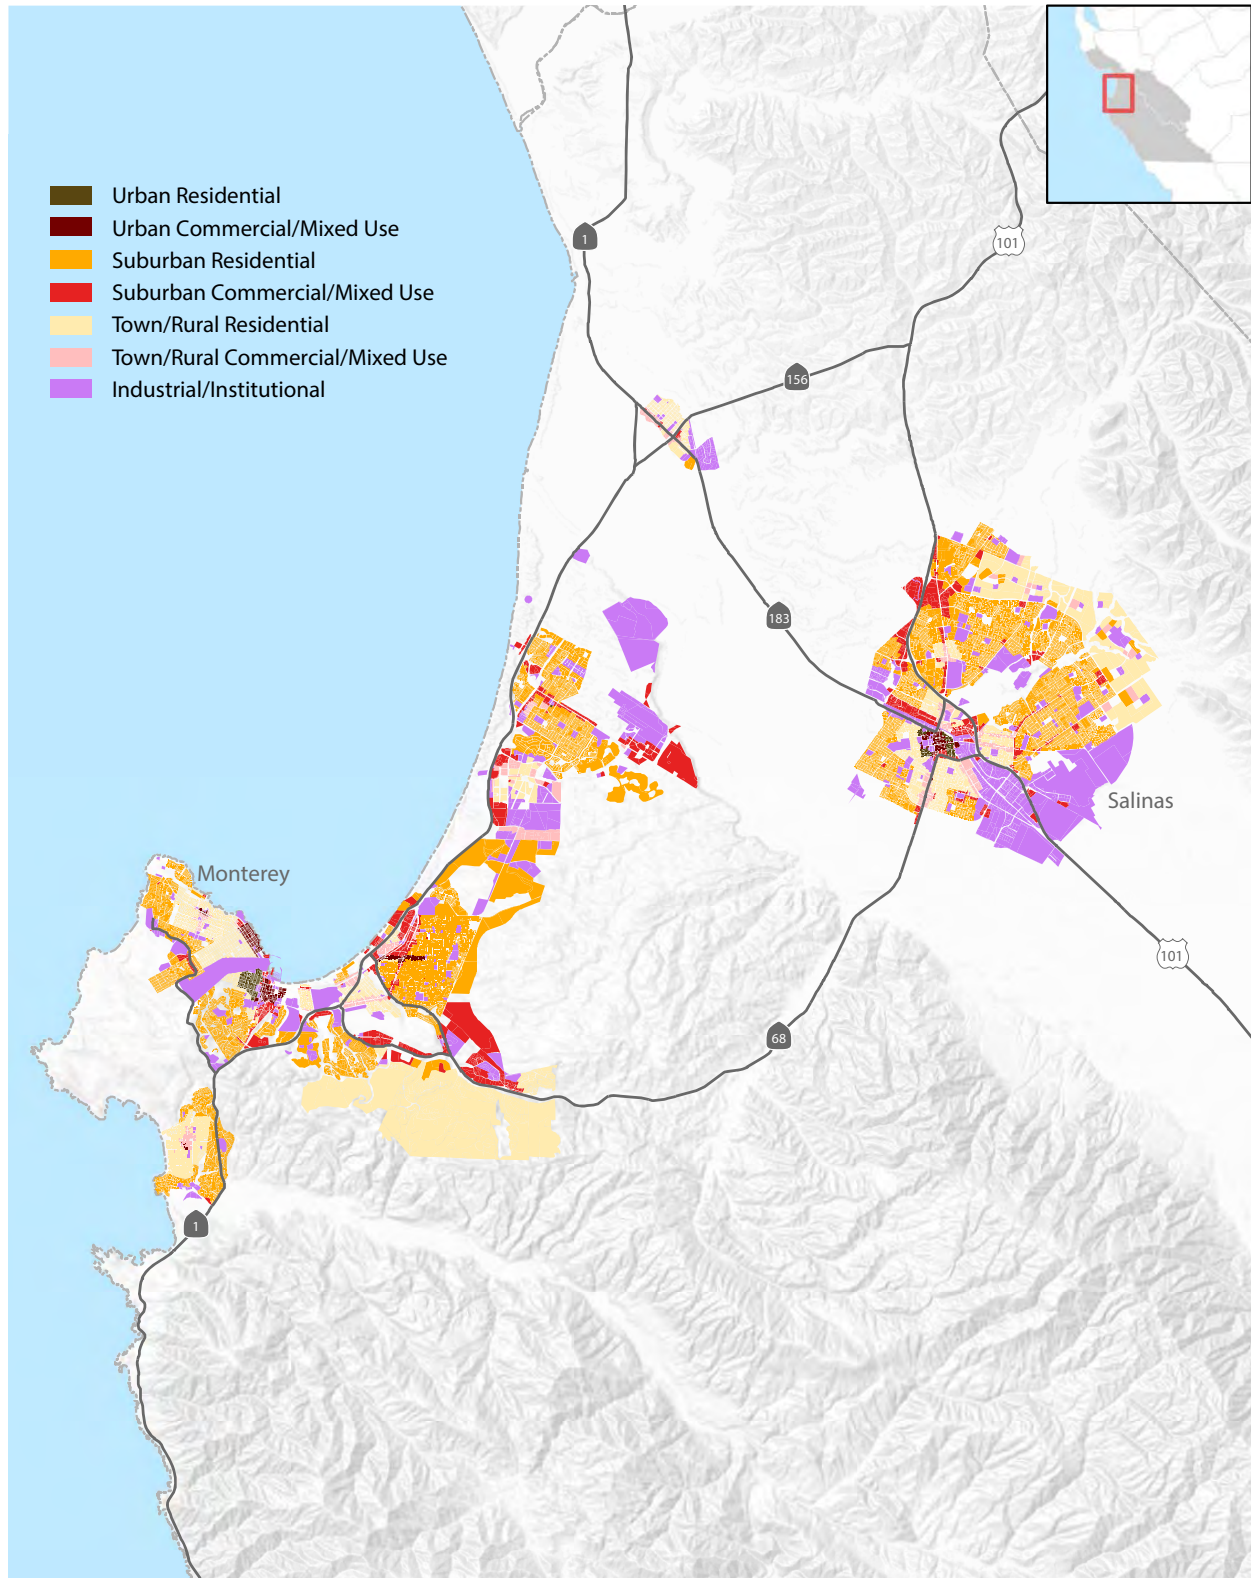 Urban Residential
Urban Commercial/Mixed Use
Suburban Residential
Suburban Commercial/Mixed Use
Town/Rural Residential
Town/Rural Commercial/Mixed Use
Industrial/Institutional
1
101
156
183
Salinas
Monterey
101
68
1